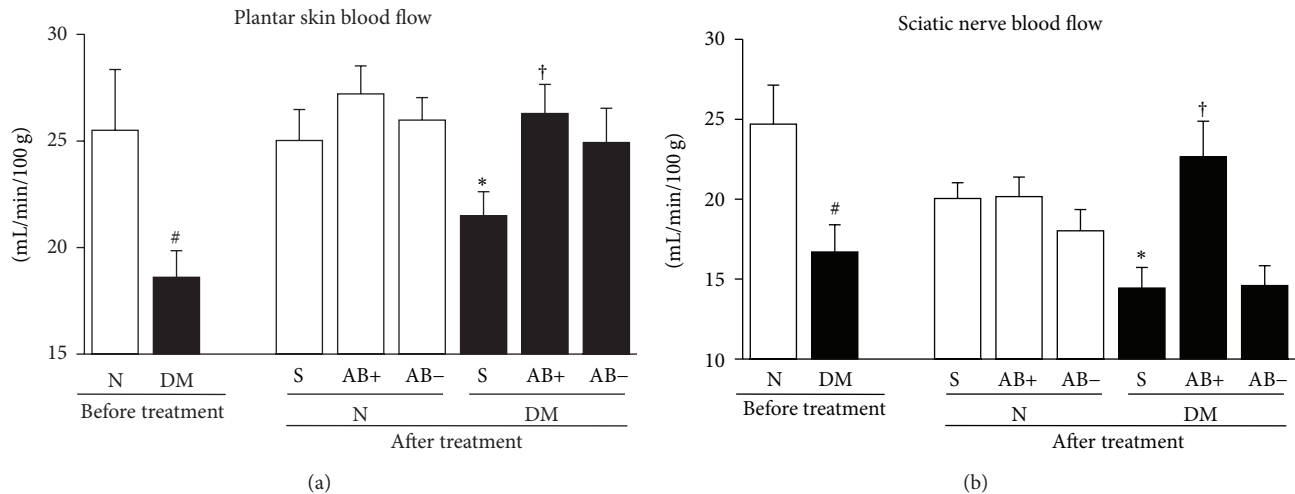 Plantar skin blood flow
30
25
20
15
(mL/min/100 g)
#
*
†
N DM
S AB+ AB− S AB+ AB−
Before treatment
N DM
After treatment
(a)
Sciatic nerve blood flow
30
25
20
15
10
(mL/min/100 g)
#
*
†
N DM
S AB+ AB− S AB+ AB−
Before treatment
N DM
After treatment
(b)